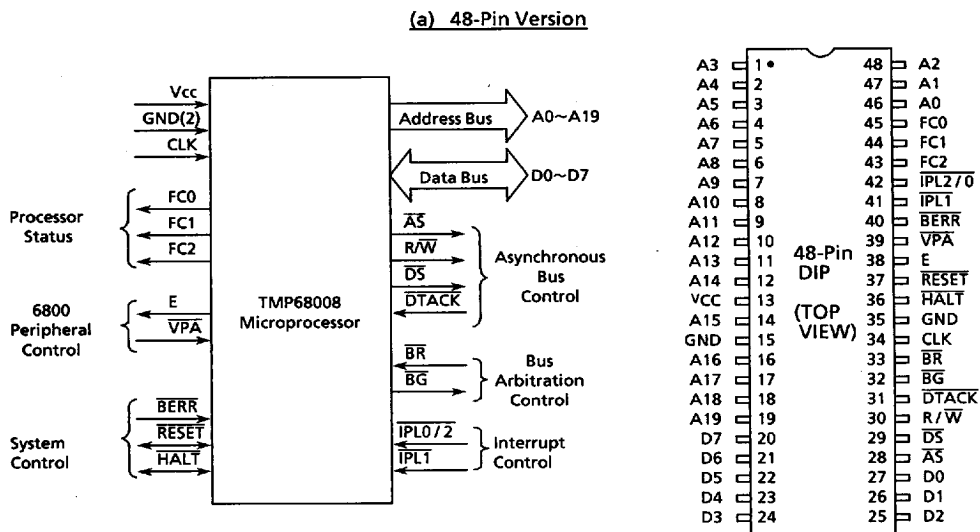 (a) 48-Pin Version
Vcc
GND(2)
CLK
Processor
Status
FC0
FC1
FC2
6800
Peripheral
Control
E
VPA
System
Control
BERR
RESET
HALT
TMP68008
Microprocessor
Address Bus
A0~A19
Data Bus
D0~D7
AS
R/W
DS
DTACK
Asynchronous
Bus
Control
BR
BG
Bus
Arbitration
Control
IPL0/2
IPL1
Interrupt
Control
A3 1 48 A2
A4 2 47 A1
A5 3 46 A0
A6 4 45 FC0
A7 5 44 FC1
A8 6 43 FC2
A9 7 42 IPL2/0
A10 8 41 IPL1
A11 9 40 BERR
A12 10 39 VPA
A13 11 38 E
A14 12 37 RESET
VCC 13 36 HALT
A15 14 35 GND
GND 15 34 CLK
A16 16 33 BR
A17 17 32 BG
A18 18 31 DTACK
A19 19 30 R/W
D7 20 29 DS
D6 21 28 AS
D5 22 27 D0
D4 23 26 D1
D3 24 25 D2
48-Pin
DIP
(TOP
VIEW)